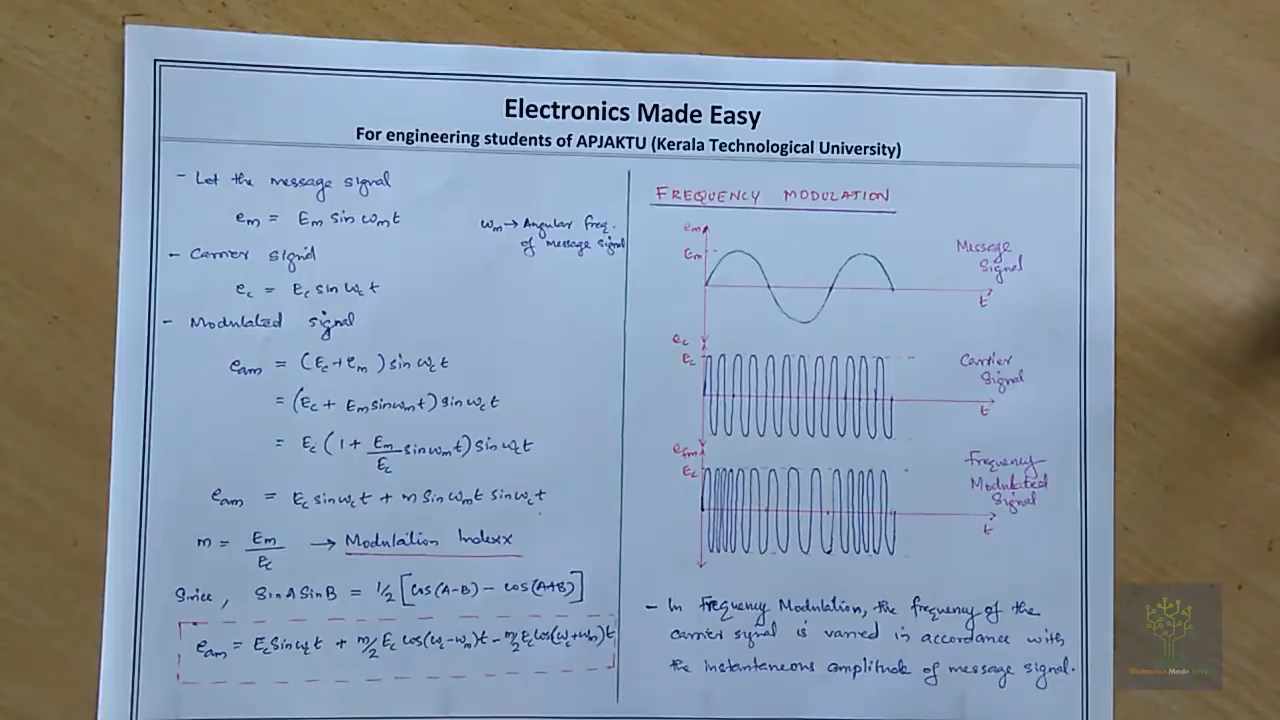 Electronics Made Easy
For engineering students of APJAKTU (Kerala Technological University)
- Let the message signal
em = Em sin ωmt
ωm → Angular freq.
of message signal
- Carrier signal
ec = Ec sin ωct
- Modulated signal
eam = (Ec + em) sin ωct
= (Ec + Em sin ωmt) sin ωct
= Ec (1 + Em/Ec sin ωmt) sin ωct
eam = Ec sin ωct + m sin ωmt sin ωct
m = Em/Ec → Modulation Indexx
Since, sinA sinB = 1/2 [cos(A-B) - cos(A+B)]
eam = Ec sin ωct + m/2 Ec cos(ωc-ωm)t - m/2 Ec cos(ωc+ωm)t
FREQUENCY MODULATION
em
Em
Message
Signal
t
ec
Ec
Carrier
Signal
t
efm
Ec
Frequency
Modulated
Signal
t
- In Frequency Modulation, the frequency of the
carrier signal is varied in accordance with
the instantaneous amplitude of message signal.
Electronics Made Easy